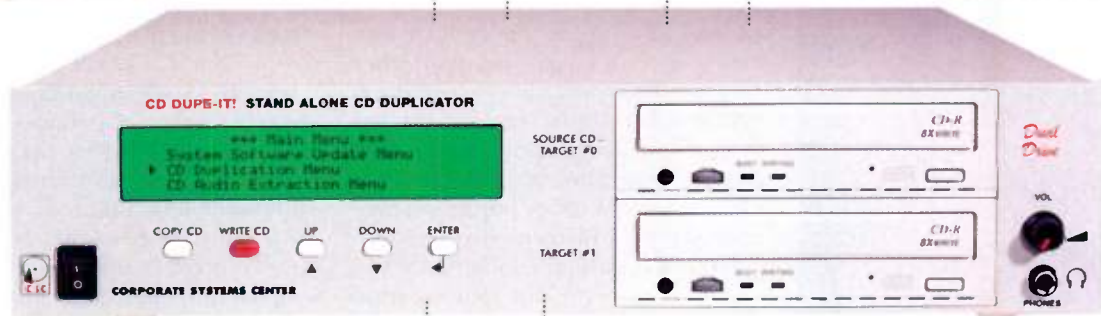 CD DUPE-IT! STAND ALONE CD DUPLICATOR
*** Main Menu ***
System Software Update Menu
CD Duplication Menu
CD Audio Extraction Menu
COPY CD
WRITE CD
UP
DOWN
ENTER
CSC
CORPORATE SYSTEMS CENTER
SOURCE CD–
TARGET #0
CD-R
8X WRITE
TARGET #1
CD-R
8X WRITE
Dual
Drive
VOL
PHONES